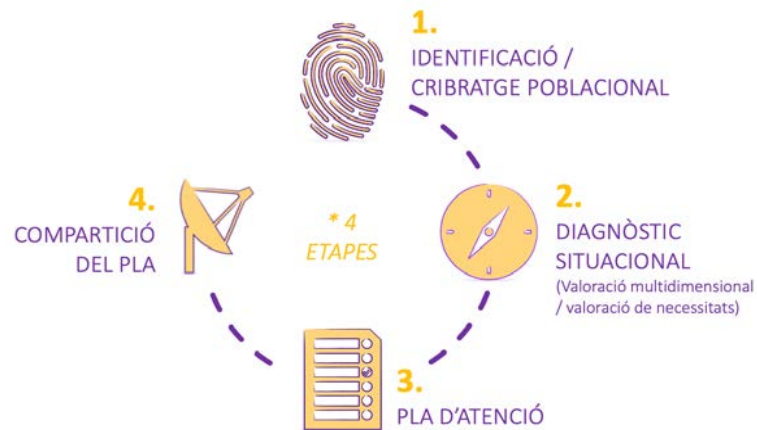 1.
IDENTIFICACIÓ /
CRIBRATGE POBLACIONAL
2.
DIAGNÒSTIC
SITUACIONAL
(Valoració multidimensional
/ valoració de necessitats)
3.
PLA D'ATENCIÓ
4.
COMPARTICIÓ
DEL PLA
* 4
ETAPES